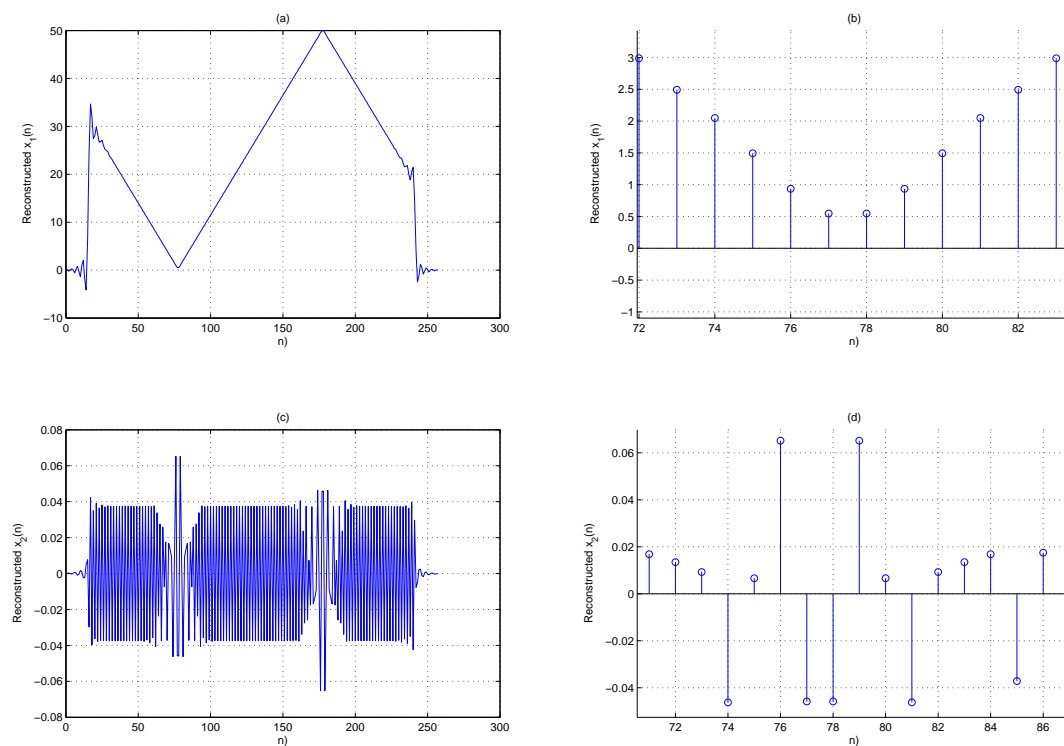 (a)
Reconstructed x_1(n)
50
40
30
20
10
0
−10
0 50 100 150 200 250 300
n)
(b)
Reconstructed x_1(n)
3
2.5
2
1.5
1
0.5
0
−0.5
−1
72 74 76 78 80 82
n)
(c)
Reconstructed x_2(n)
0.08
0.06
0.04
0.02
0
−0.02
−0.04
−0.06
−0.08
0 50 100 150 200 250 300
n)
(d)
Reconstructed x_2(n)
0.06
0.04
0.02
0
−0.02
−0.04
72 74 76 78 80 82 84 86
n)